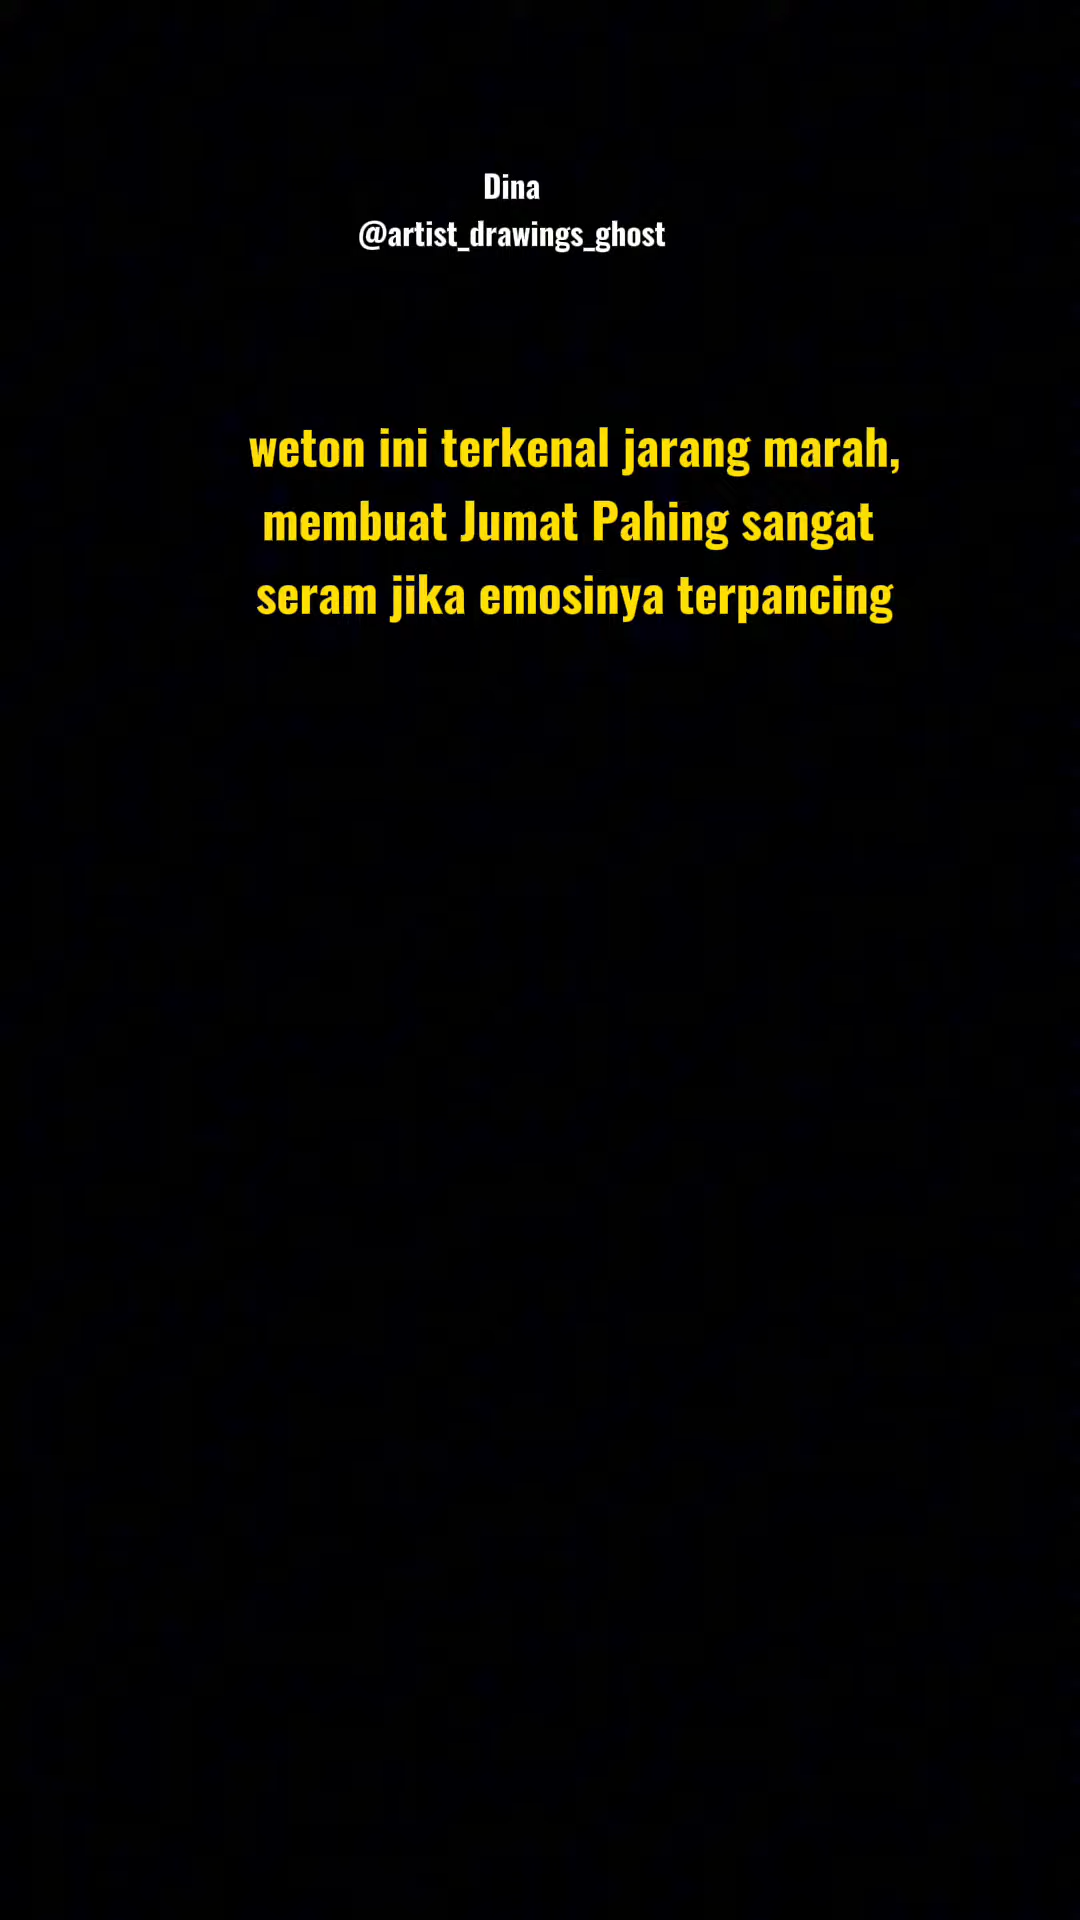 Dina
@artist_drawings_ghost
weton ini terkenal jarang marah,
membuat Jumat Pahing sangat
seram jika emosinya terpancing